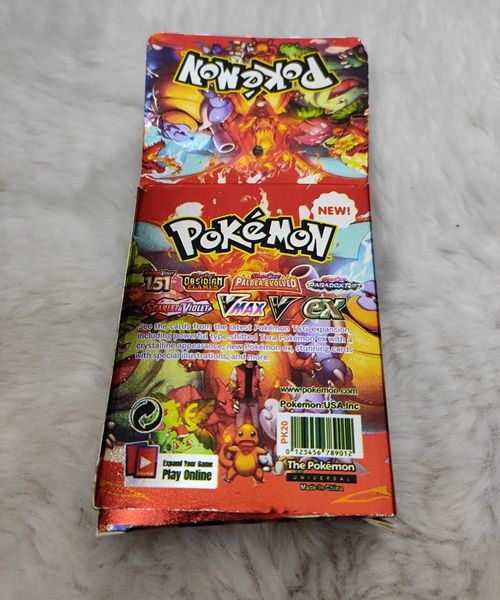 POKéMON
NEW!
POKéMON
151
OBSIDIAN FLAMES
PALDEA EVOLVED
PARADOX RIFT
SCARLET & VIOLET
VMAX
V
ex
See the cards from the latest Pokémon TCG expansion,
Including powerful type-shifted Tera Pokémon ex with a
crystalline appearance, new Pokemon ex, stunning cards
with special illustrations, and more.
www.pokemon.com
Pokemon.USA.Inc
PK20
0 123456 789012
Expand Your Game
Play Online
The Pokémon
UNIVERSAL
Made in China